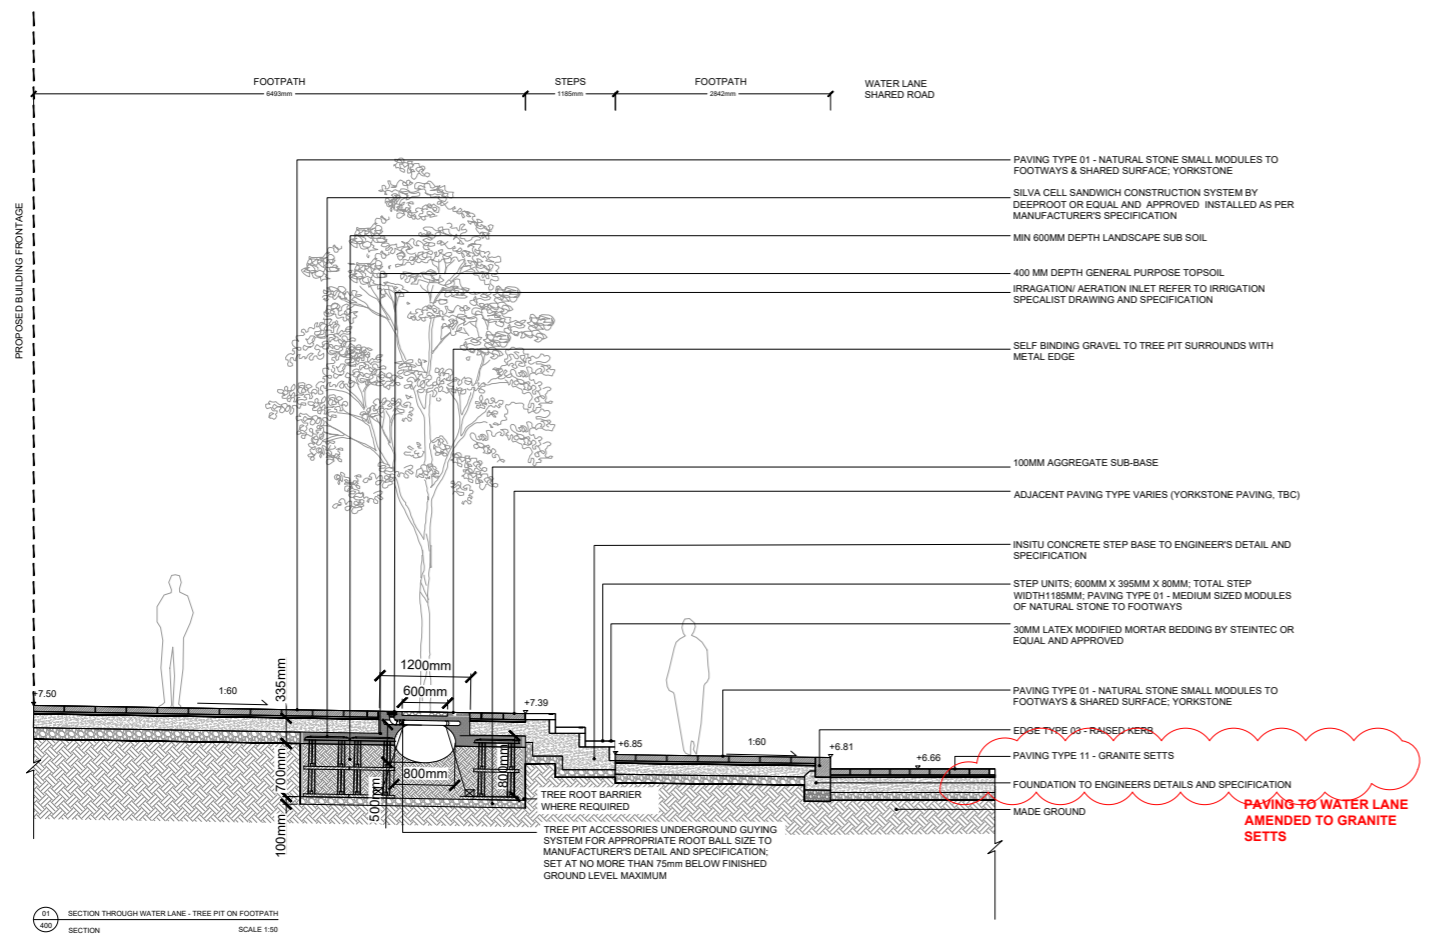 FOOTPATH
6493mm
STEPS
1185mm
FOOTPATH
2842mm
WATER LANE
SHARED ROAD
PROPOSED BUILDING FRONTAGE
PAVING TYPE 01 - NATURAL STONE SMALL MODULES TO
FOOTWAYS & SHARED SURFACE; YORKSTONE
SILVA CELL SANDWICH CONSTRUCTION SYSTEM BY
DEEPROOT OR EQUAL AND APPROVED INSTALLED AS PER
MANUFACTURER'S SPECIFICATION
MIN 600MM DEPTH LANDSCAPE SUB SOIL
400 MM DEPTH GENERAL PURPOSE TOPSOIL
IRRAGATION/ AERATION INLET REFER TO IRRIGATION
SPECALIST DRAWING AND SPECIFICATION
SELF BINDING GRAVEL TO TREE PIT SURROUNDS WITH
METAL EDGE
100MM AGGREGATE SUB-BASE
ADJACENT PAVING TYPE VARIES (YORKSTONE PAVING, TBC)
INSITU CONCRETE STEP BASE TO ENGINEER'S DETAIL AND
SPECIFICATION
STEP UNITS; 600MM X 395MM X 80MM; TOTAL STEP
WIDTH1185MM; PAVING TYPE 01 - MEDIUM SIZED MODULES
OF NATURAL STONE TO FOOTWAYS
30MM LATEX MODIFIED MORTAR BEDDING BY STEINTEC OR
EQUAL AND APPROVED
PAVING TYPE 01 - NATURAL STONE SMALL MODULES TO
FOOTWAYS & SHARED SURFACE; YORKSTONE
EDGE TYPE 03 - RAISED KERB
PAVING TYPE 11 - GRANITE SETTS
FOUNDATION TO ENGINEERS DETAILS AND SPECIFICATION
MADE GROUND
PAVING TO WATER LANE
AMENDED TO GRANITE
SETTS
+7.50
1:60
335mm
1200mm
600mm
+7.39
+6.85
1:60
+6.81
+6.66
700mm
800mm
800mm
500mm
100mm
TREE ROOT BARRIER
WHERE REQUIRED
TREE PIT ACCESSORIES UNDERGROUND GUYING
SYSTEM FOR APPROPRIATE ROOT BALL SIZE TO
MANUFACTURER'S DETAIL AND SPECIFICATION;
SET AT NO MORE THAN 75mm BELOW FINISHED
GROUND LEVEL MAXIMUM
01
400
SECTION THROUGH WATER LANE - TREE PIT ON FOOTPATH
SECTION
SCALE 1:50